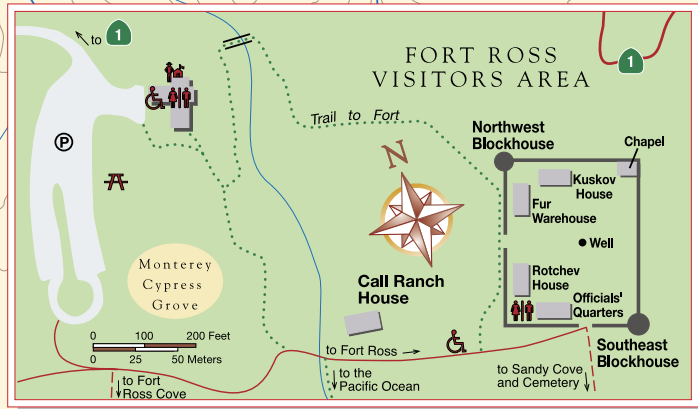 to 1
FORT ROSS
VISITORS AREA
1
P
Trail to Fort
N
Northwest
Blockhouse
Chapel
Kuskov
House
Fur
Warehouse
Well
Rotchev
House
Officials'
Quarters
Southeast
Blockhouse
Monterey
Cypress
Grove
Call Ranch
House
0 100 200 Feet
0 25 50 Meters
to Fort Ross
to Fort
Ross Cove
to the
Pacific Ocean
to Sandy Cove
and Cemetery